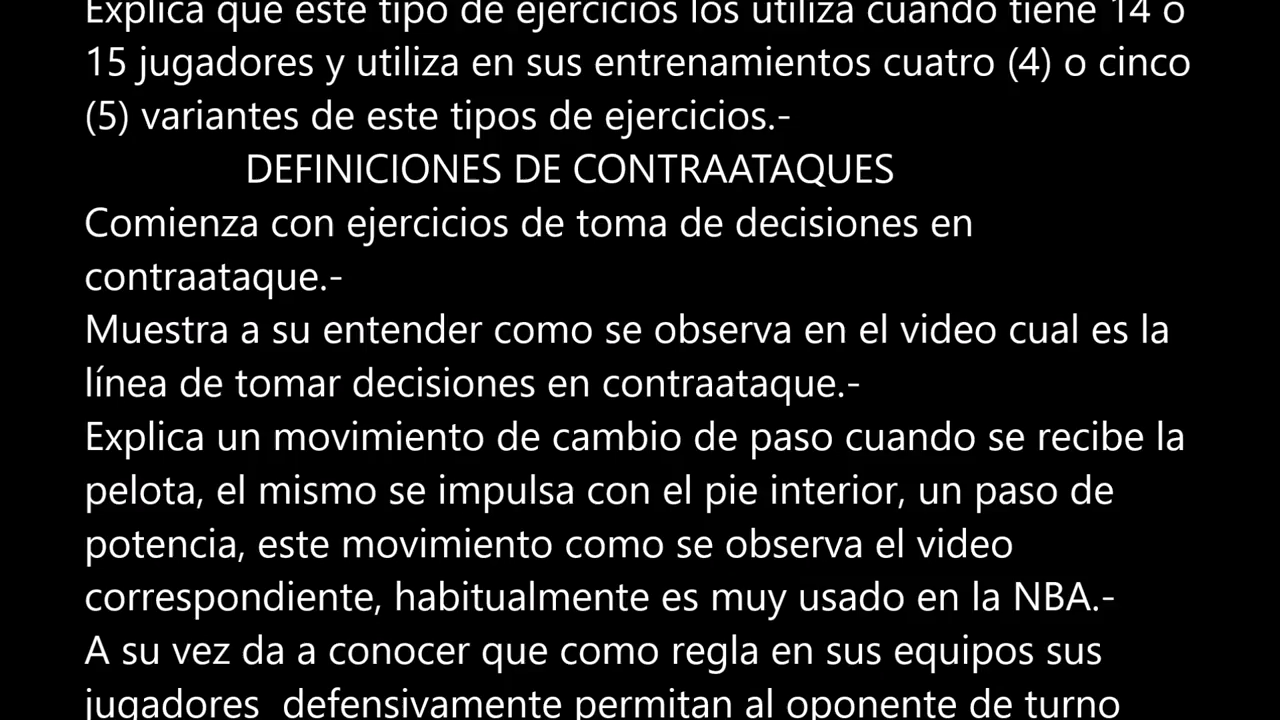 Explica que este tipo de ejercicios los utiliza cuando tiene 14 o
15 jugadores y utiliza en sus entrenamientos cuatro (4) o cinco
(5) variantes de este tipos de ejercicios.-
DEFINICIONES DE CONTRAATAQUES
Comienza con ejercicios de toma de decisiones en
contraataque.-
Muestra a su entender como se observa en el video cual es la
línea de tomar decisiones en contraataque.-
Explica un movimiento de cambio de paso cuando se recibe la
pelota, el mismo se impulsa con el pie interior, un paso de
potencia, este movimiento como se observa el video
correspondiente, habitualmente es muy usado en la NBA.-
A su vez da a conocer que como regla en sus equipos sus
jugadores  defensivamente permitan al oponente de turno